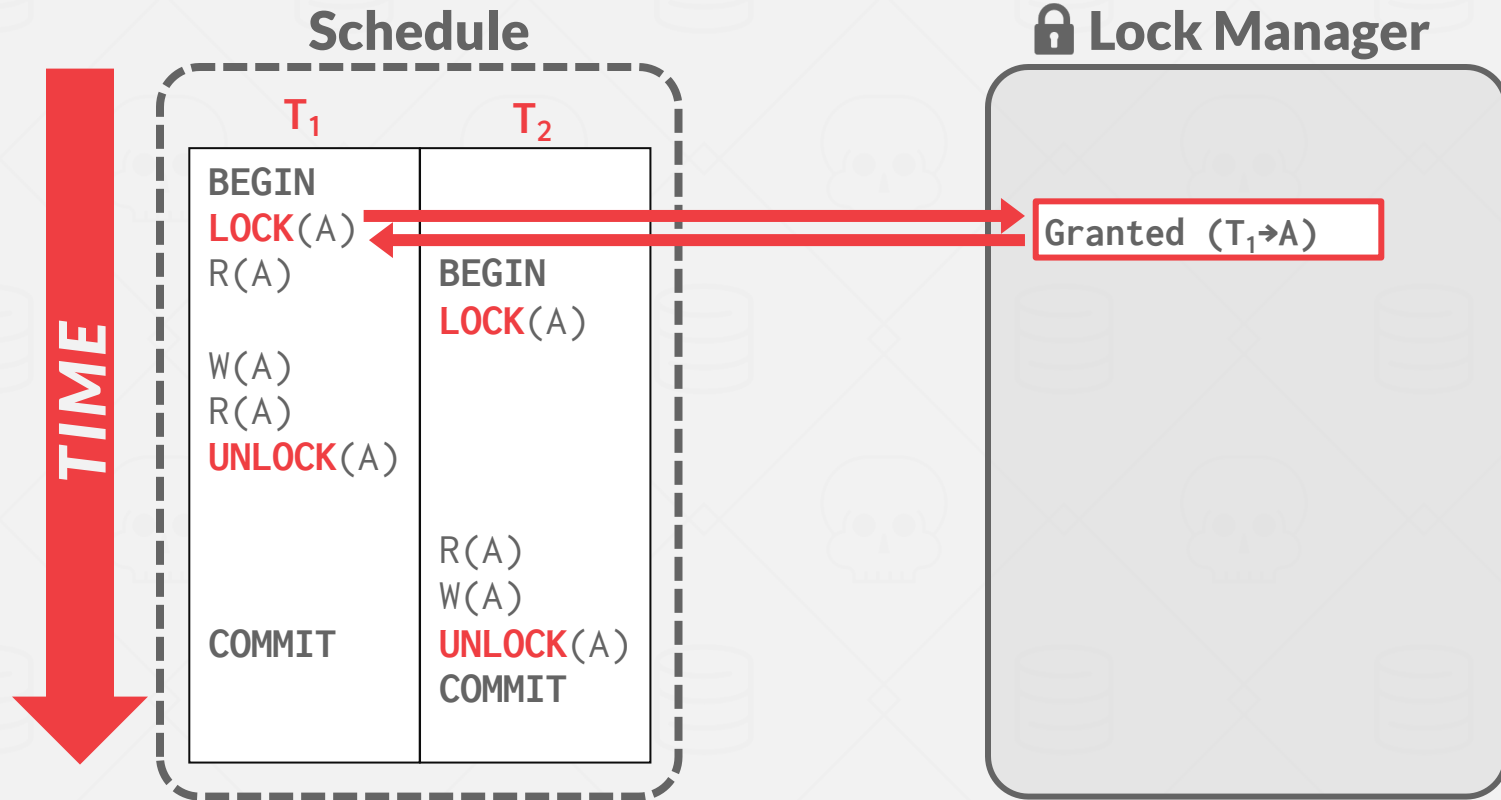 Schedule
Lock Manager
TIME
T₁
T₂
BEGIN
LOCK(A)
R(A)
W(A)
R(A)
UNLOCK(A)
COMMIT
BEGIN
LOCK(A)
R(A)
W(A)
UNLOCK(A)
COMMIT
Granted (T₁→A)